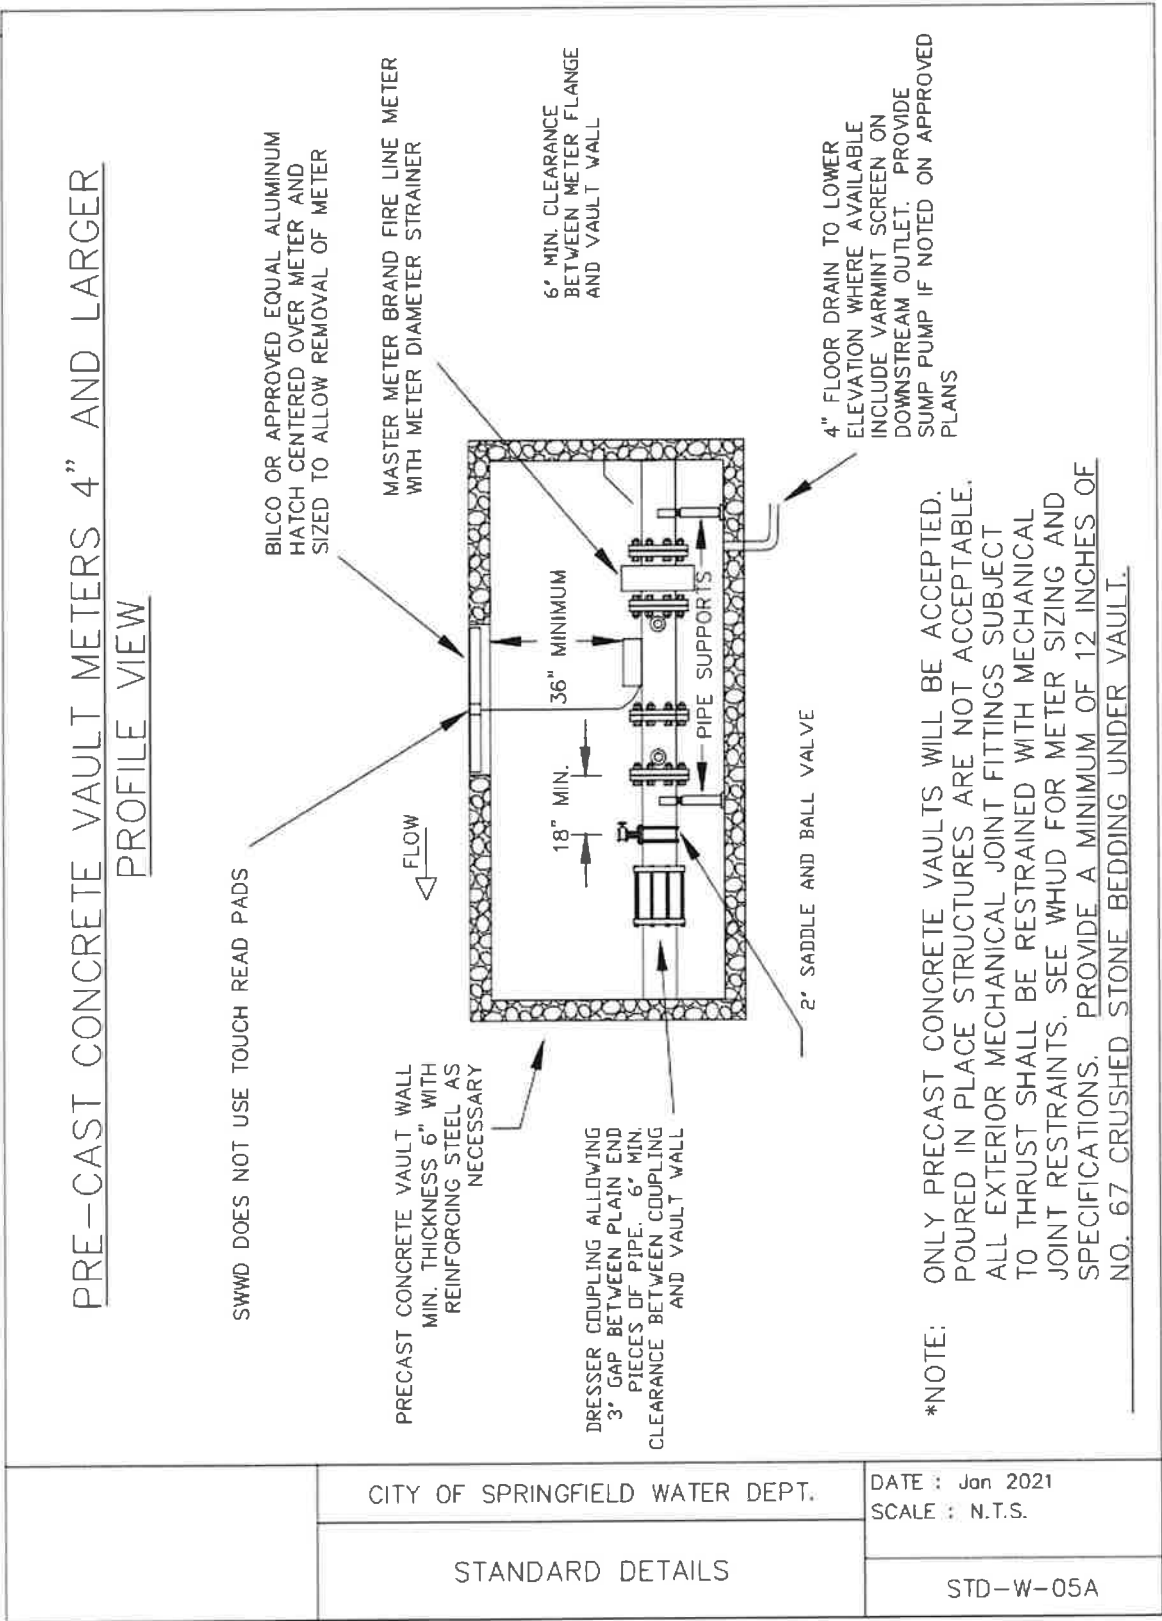 PRE-CAST CONCRETE VAULT METERS 4" AND LARGER
PROFILE VIEW
SWWD DOES NOT USE TOUCH READ PADS
BILCO OR APPROVED EQUAL ALUMINUM
HATCH CENTERED OVER METER AND
SIZED TO ALLOW REMOVAL OF METER
MASTER METER BRAND FIRE LINE METER
WITH METER DIAMETER STRAINER
6' MIN. CLEARANCE
BETWEEN METER FLANGE
AND VAULT WALL
PRECAST CONCRETE VAULT WALL
MIN. THICKNESS 6" WITH
REINFORCING STEEL AS
NECESSARY
FLOW
18" MIN.
36" MINIMUM
PIPE SUPPORTS
DRESSER COUPLING ALLOWING
3' GAP BETWEEN PLAIN END
PIECES OF PIPE. 6' MIN.
CLEARANCE BETWEEN COUPLING
AND VAULT WALL
2' SADDLE AND BALL VALVE
4" FLOOR DRAIN TO LOWER
ELEVATION WHERE AVAILABLE
INCLUDE VARMINT SCREEN ON
DOWNSTREAM OUTLET. PROVIDE
SUMP PUMP IF NOTED ON APPROVED
PLANS
*NOTE: ONLY PRECAST CONCRETE VAULTS WILL BE ACCEPTED.
POURED IN PLACE STRUCTURES ARE NOT ACCEPTABLE.
ALL EXTERIOR MECHANICAL JOINT FITTINGS SUBJECT
TO THRUST SHALL BE RESTRAINED WITH MECHANICAL
JOINT RESTRAINTS. SEE WHUD FOR METER SIZING AND
SPECIFICATIONS. PROVIDE A MINIMUM OF 12 INCHES OF
NO. 67 CRUSHED STONE BEDDING UNDER VAULT.
CITY OF SPRINGFIELD WATER DEPT.
STANDARD DETAILS
DATE : Jan 2021
SCALE : N.T.S.
STD-W-05A